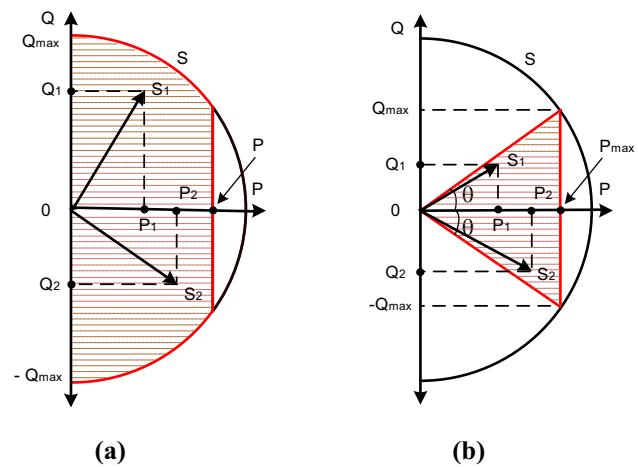 Q
Qmax
S
Q1
S1
P
P2
P
0
P1
Q2
S2
- Qmax
(a)
Q
S
Qmax
Pmax
Q1
S1
θ
P2
P
0
P1
θ
Q2
S2
-Qmax
(b)